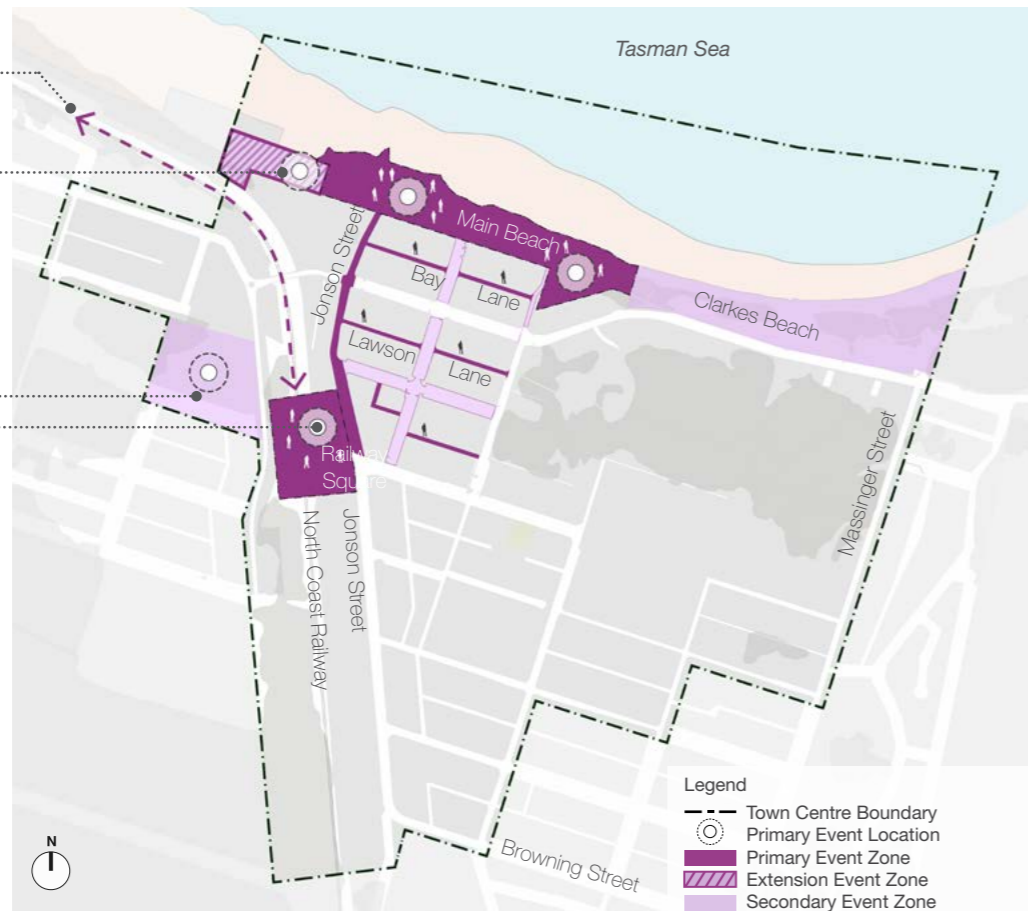 Tasman Sea
Main Beach
Jonson Street
Bay
Lane
Clarkes Beach
Lawson
Lane
Massinger Street
Railway
Square
North Coast Railway
Jonson Street
Browning Street
N
Legend
Town Centre Boundary
Primary Event Location
Primary Event Zone
Extension Event Zone
Secondary Event Zone